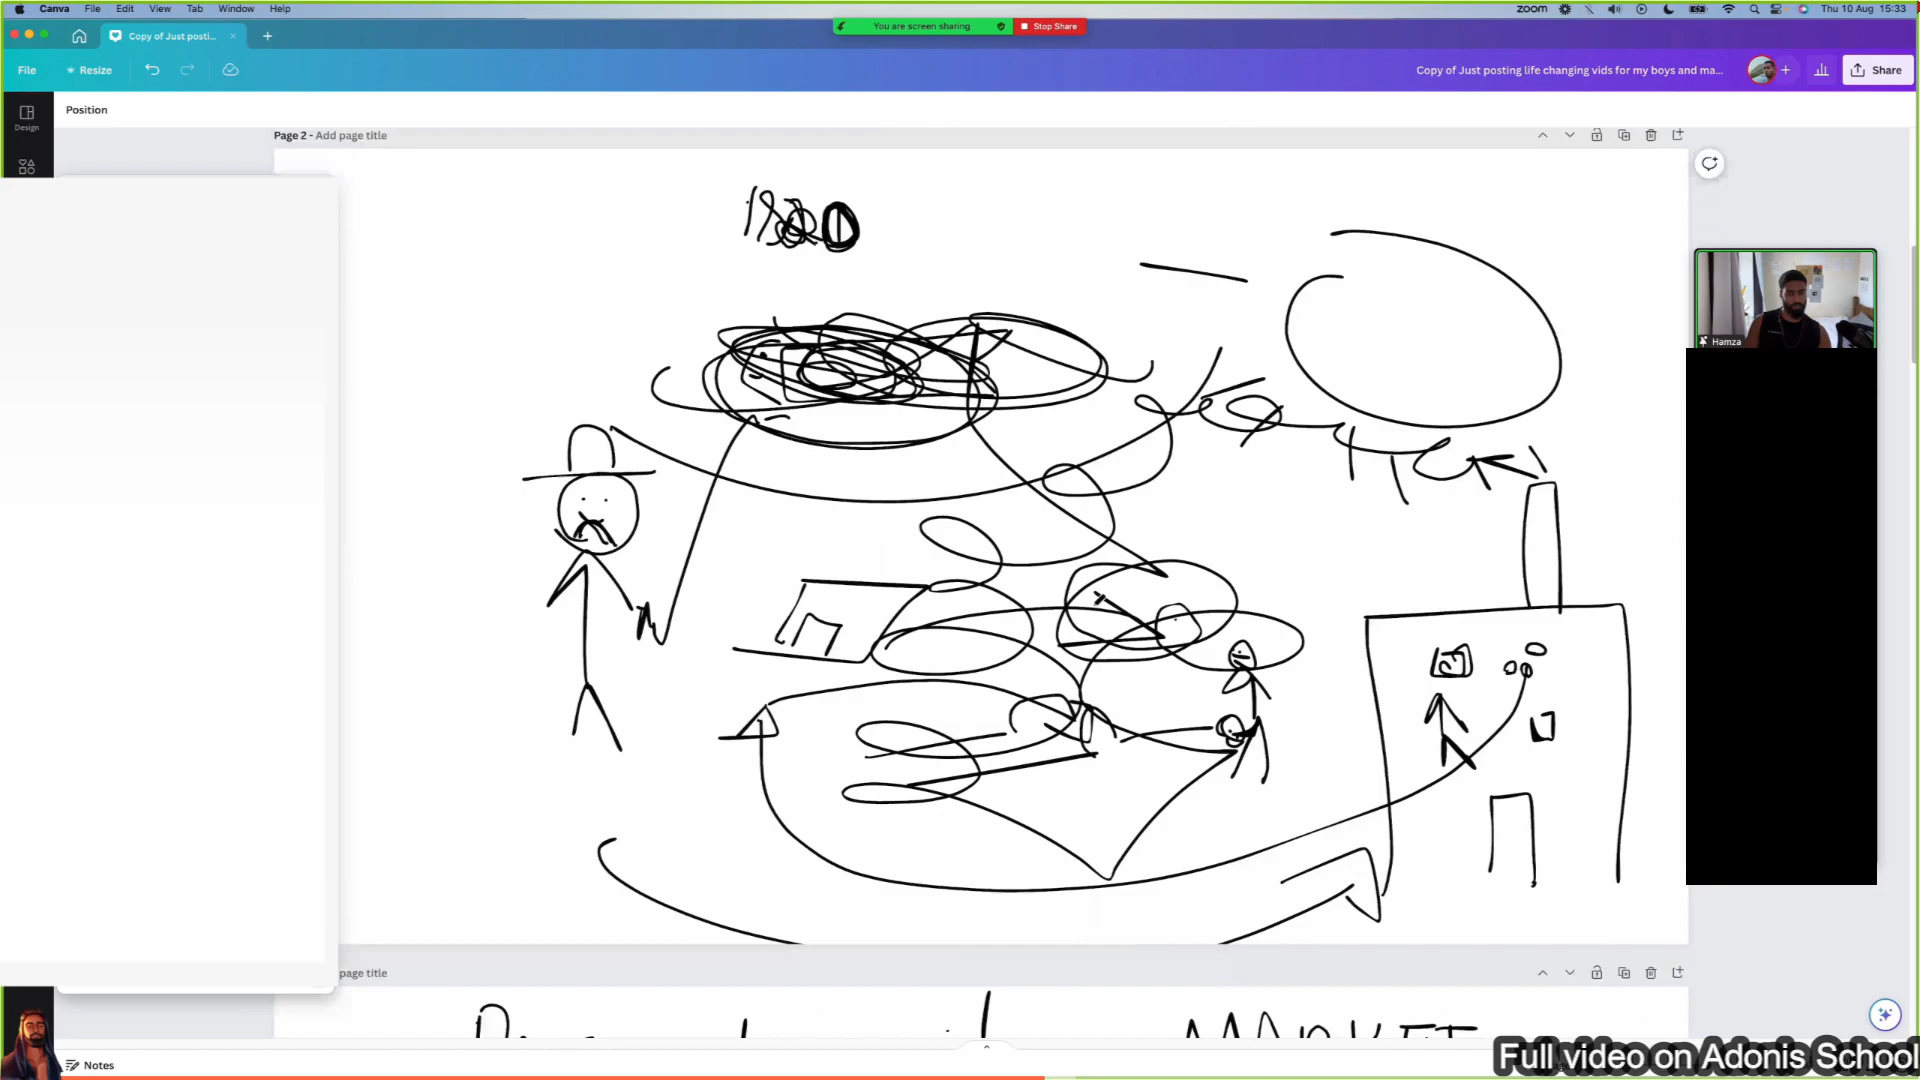 Canva File Edit View Tab Window Help
zoom Thu 10 Aug 15:33
You are screen sharing Stop Share
Copy of Just posti...
File Resize
Copy of Just posting life changing vids for my boys and ma...
Share
Position
Design
Page 2 - Add page title
Hamza
page title
MARKET
Notes
Full video on Adonis School